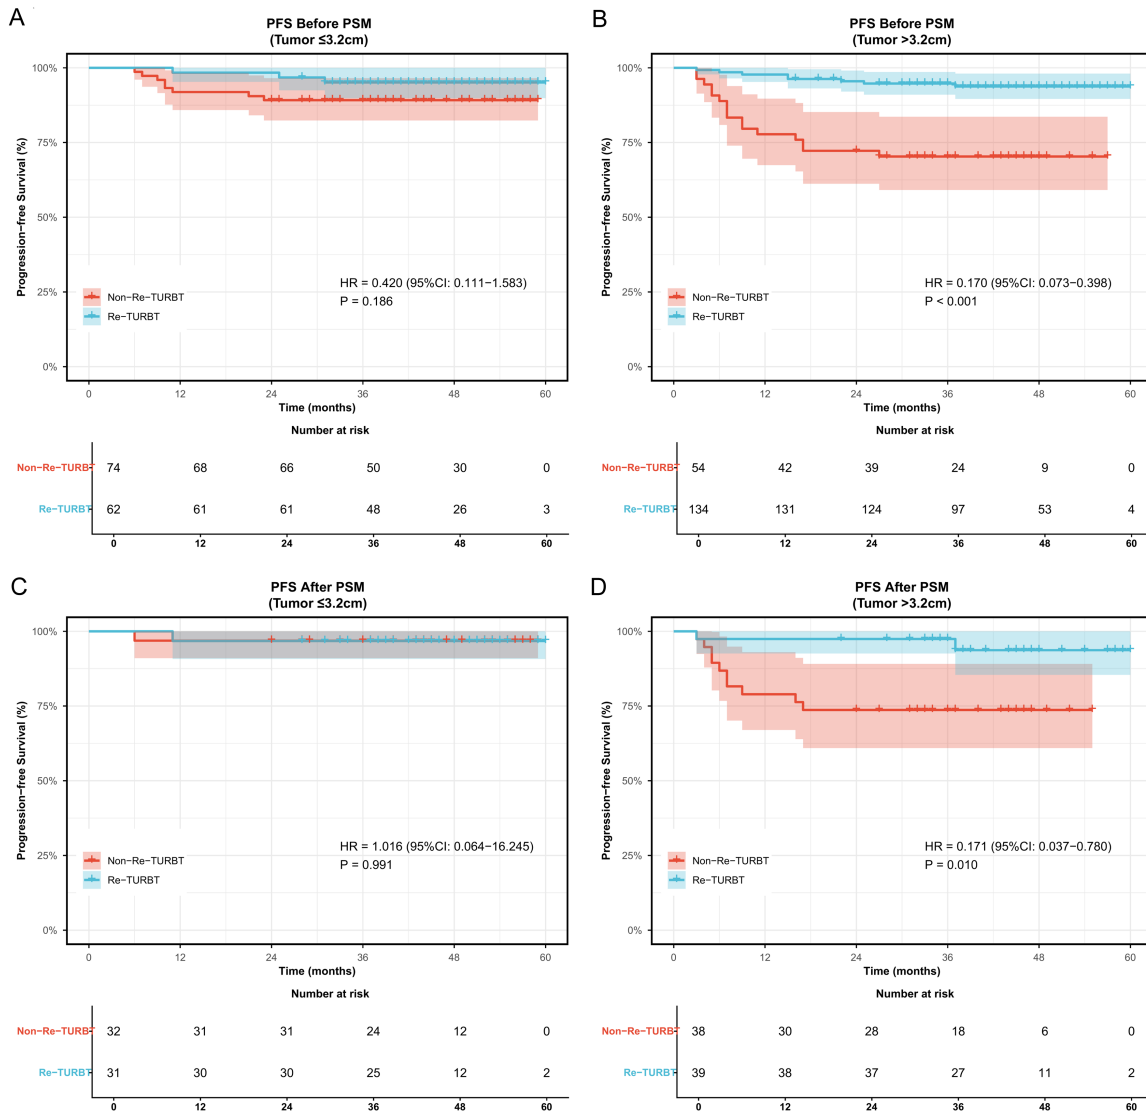 A
PFS Before PSM
(Tumor ≤3.2cm)
Progression−free Survival (%)
100%
75%
50%
25%
0%
HR = 0.420 (95%CI: 0.111−1.583)
P = 0.186
Non−Re−TURBT
Re−TURBT
0 12 24 36 48 60
Time (months)
Number at risk
Non−Re−TURBT 74 68 66 50 30 0
Re−TURBT 62 61 61 48 26 3
0 12 24 36 48 60
B
PFS Before PSM
(Tumor >3.2cm)
Progression−free Survival (%)
100%
75%
50%
25%
0%
HR = 0.170 (95%CI: 0.073−0.398)
P < 0.001
Non−Re−TURBT
Re−TURBT
0 12 24 36 48 60
Time (months)
Number at risk
Non−Re−TURBT 54 42 39 24 9 0
Re−TURBT 134 131 124 97 53 4
0 12 24 36 48 60
C
PFS After PSM
(Tumor ≤3.2cm)
Progression−free Survival (%)
100%
75%
50%
25%
0%
HR = 1.016 (95%CI: 0.064−16.245)
P = 0.991
Non−Re−TURBT
Re−TURBT
0 12 24 36 48 60
Time (months)
Number at risk
Non−Re−TURBT 32 31 31 24 12 0
Re−TURBT 31 30 30 25 12 2
0 12 24 36 48 60
D
PFS After PSM
(Tumor >3.2cm)
Progression−free Survival (%)
100%
75%
50%
25%
0%
HR = 0.171 (95%CI: 0.037−0.780)
P = 0.010
Non−Re−TURBT
Re−TURBT
0 12 24 36 48 60
Time (months)
Number at risk
Non−Re−TURBT 38 30 28 18 6 0
Re−TURBT 39 38 37 27 11 2
0 12 24 36 48 60